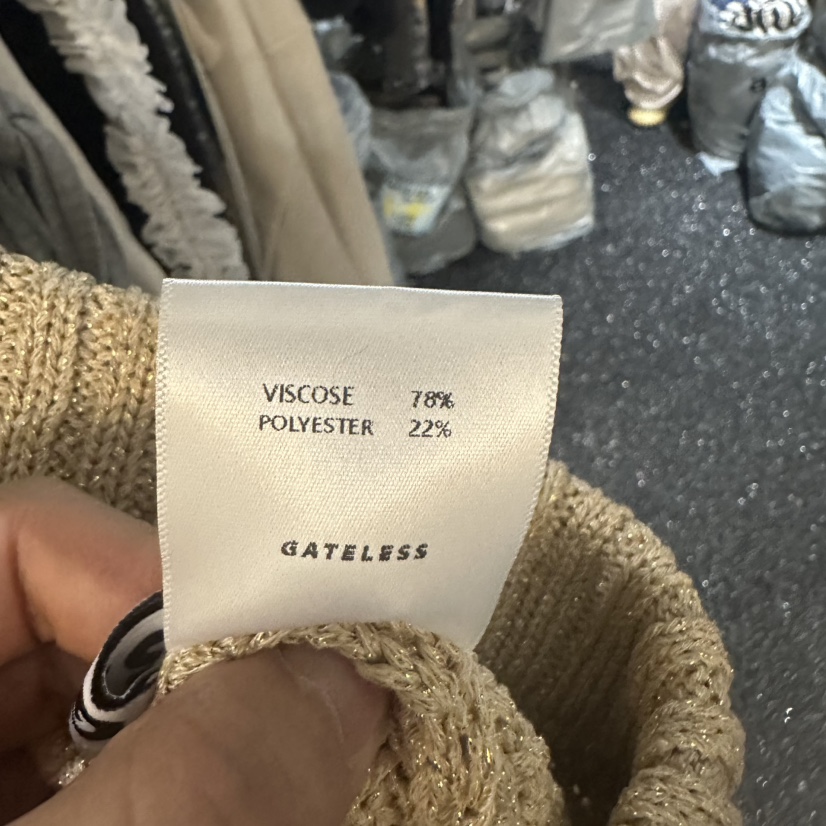 VISCOSE 78%
POLYESTER 22%
GATELESS